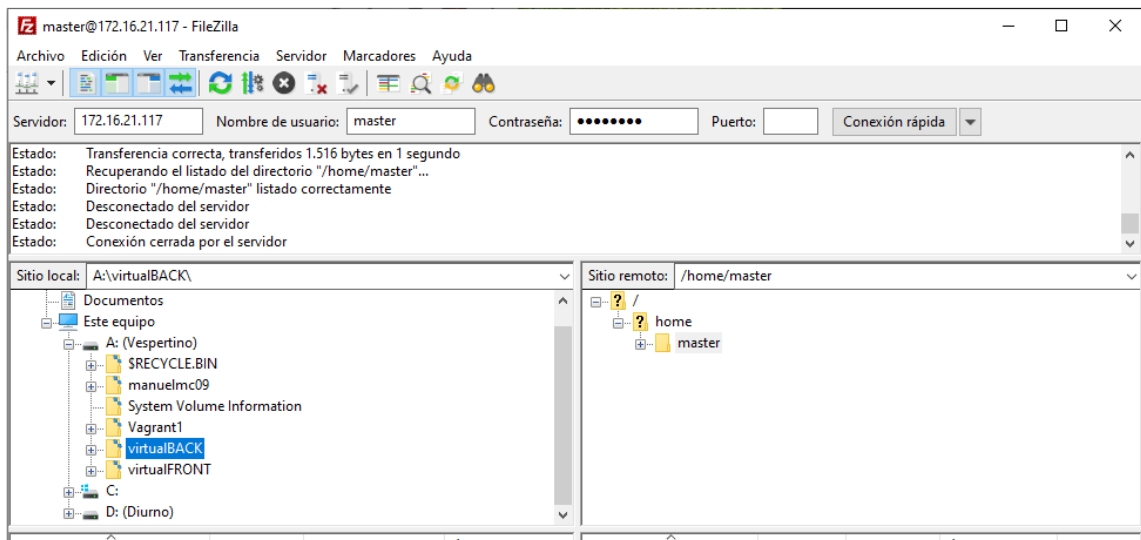 master@172.16.21.117 - FileZilla
Archivo Edición Ver Transferencia Servidor Marcadores Ayuda
Servidor: 172.16.21.117 Nombre de usuario: master Contraseña: ●●●●●●●● Puerto: Conexión rápida
Estado: Transferencia correcta, transferidos 1.516 bytes en 1 segundo
Estado: Recuperando el listado del directorio "/home/master"...
Estado: Directorio "/home/master" listado correctamente
Estado: Desconectado del servidor
Estado: Desconectado del servidor
Estado: Conexión cerrada por el servidor
Sitio local: A:\virtualBACK\
Documentos
Este equipo
A: (Vespertino)
$RECYCLE.BIN
manuelmc09
System Volume Information
Vagrant1
virtualBACK
virtualFRONT
C:
D: (Diurno)
Sitio remoto: /home/master
? /
? home
master